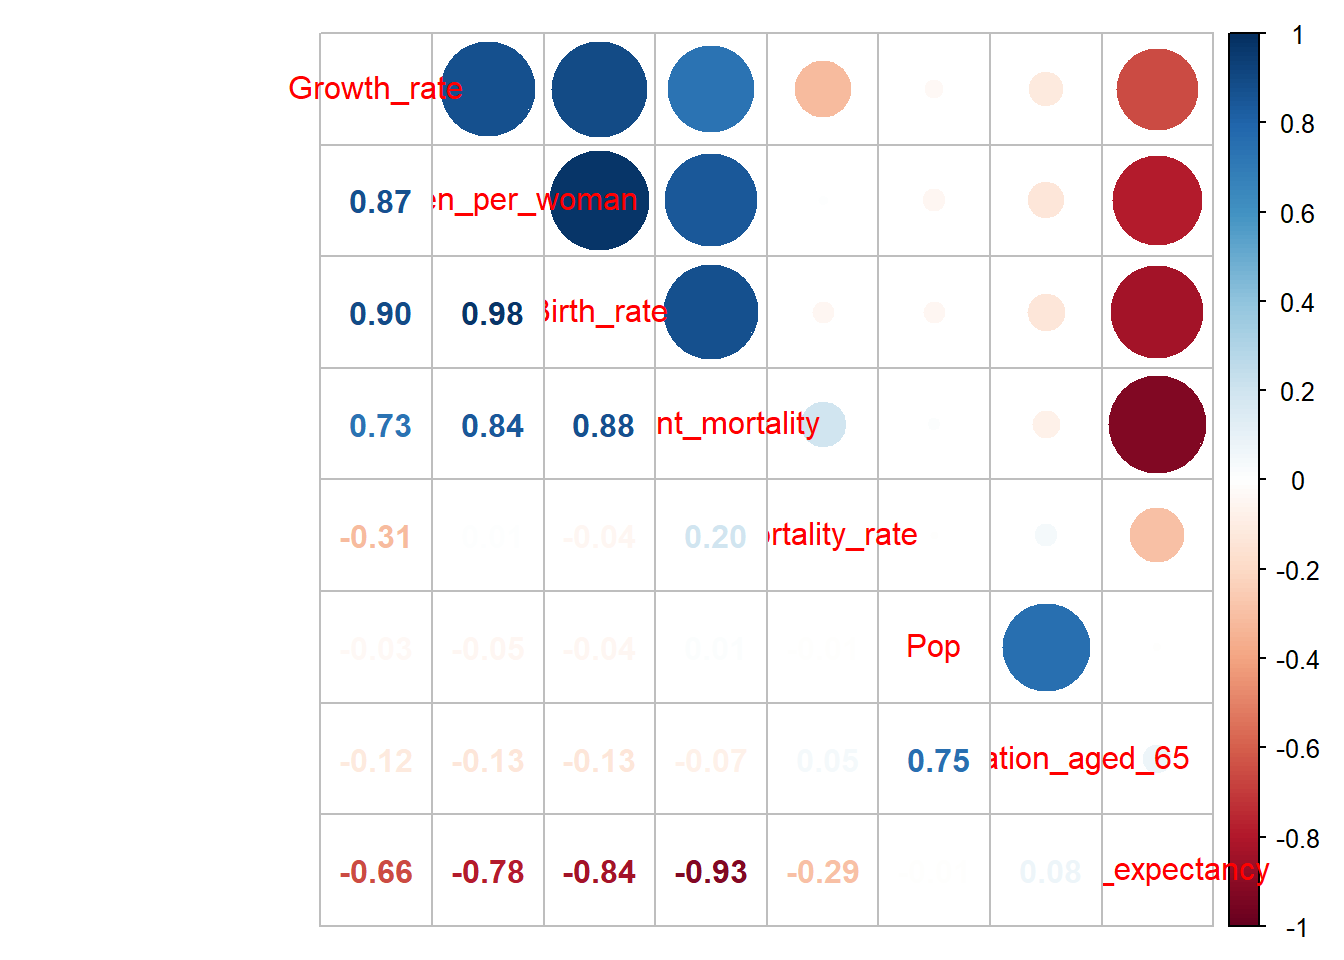 Growth_rate
1
0.8
0.87 en_per_woman
0.6
0.90 0.98 Birth_rate
0.4
0.2
0.73 0.84 0.88 nt_mortality
0
-0.31 -0.04 0.20 rtality_rate
-0.2
-0.03 -0.05 -0.04 0.01 Pop
-0.4
-0.6
-0.12 -0.13 -0.13 -0.07 0.05 0.75 ation_aged_65
-0.8
-0.66 -0.78 -0.84 -0.93 -0.29 0.08 _expectancy
-1